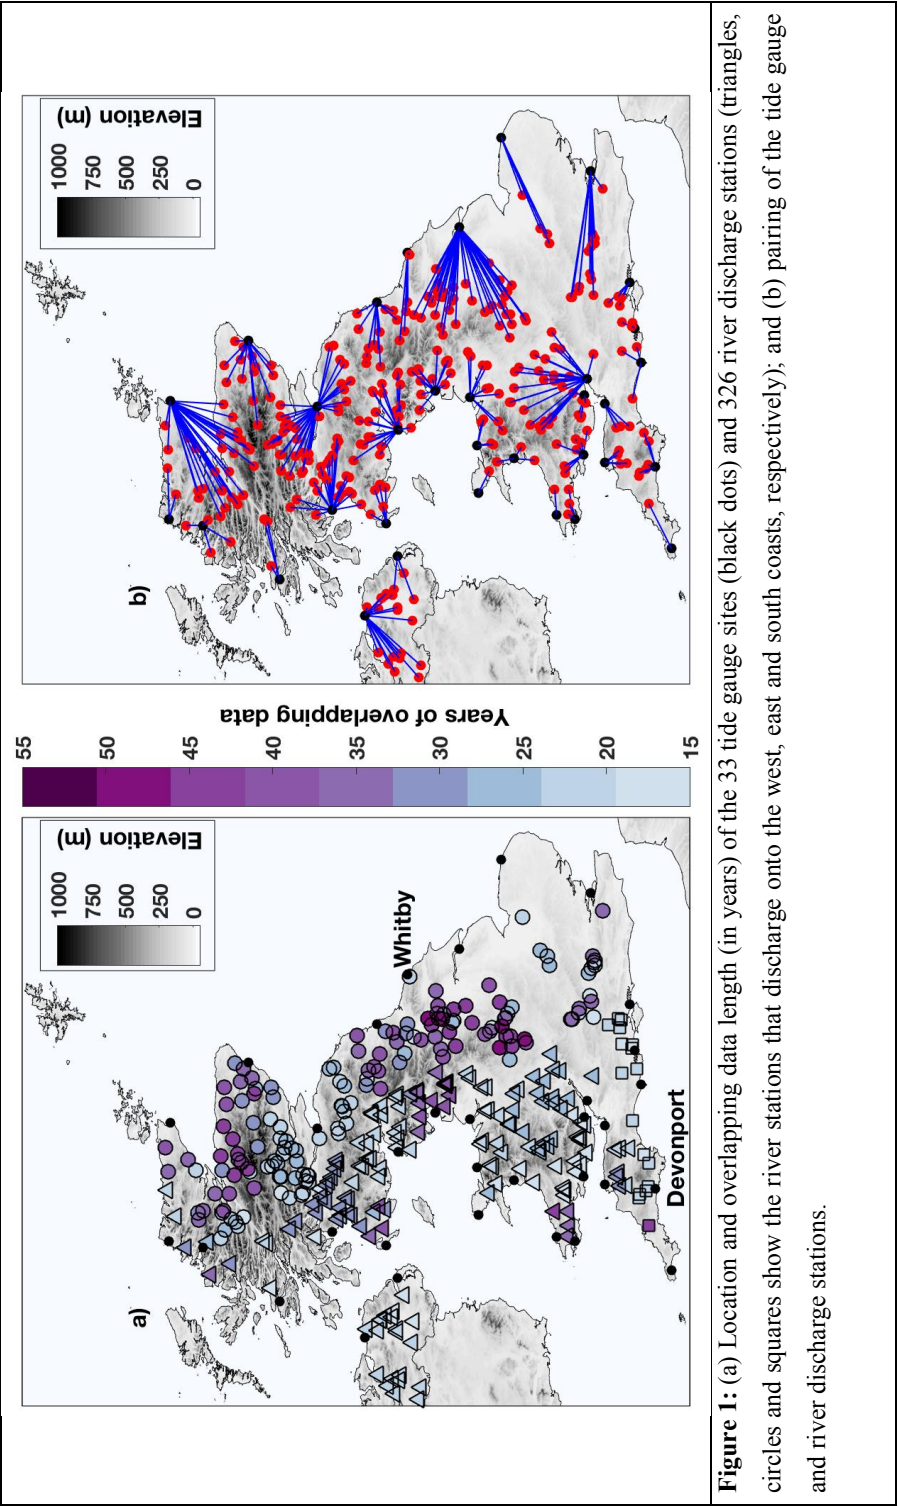 a)
Elevation (m)
1000
750
500
250
0
Whitby
Devonport
55
50
45
40
35
30
25
20
15
Years of overlapping data
b)
Elevation (m)
1000
750
500
250
0
Figure 1: (a) Location and overlapping data length (in years) of the 33 tide gauge sites (black dots) and 326 river discharge stations (triangles,
circles and squares show the river stations that discharge onto the west, east and south coasts, respectively); and (b) pairing of the tide gauge
and river discharge stations.